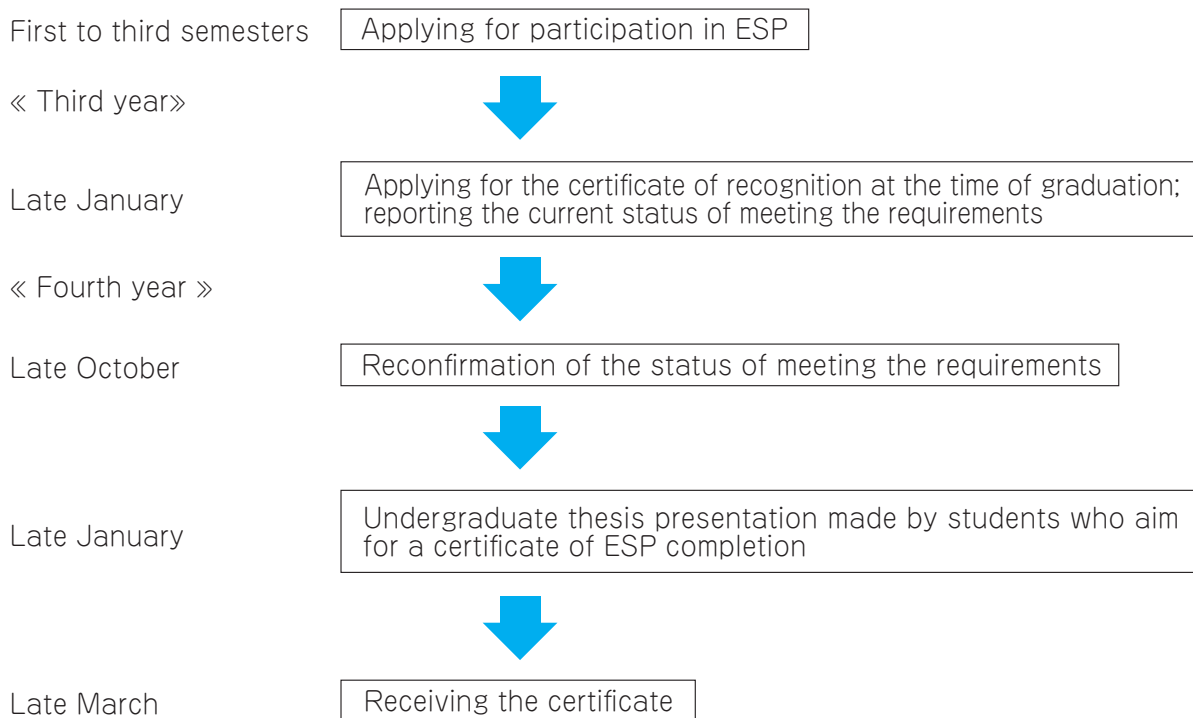 First to third semesters
Applying for participation in ESP
« Third year»
Late January
Applying for the certificate of recognition at the time of graduation;
reporting the current status of meeting the requirements
« Fourth year »
Late October
Reconfirmation of the status of meeting the requirements
Late January
Undergraduate thesis presentation made by students who aim
for a certificate of ESP completion
Late March
Receiving the certificate